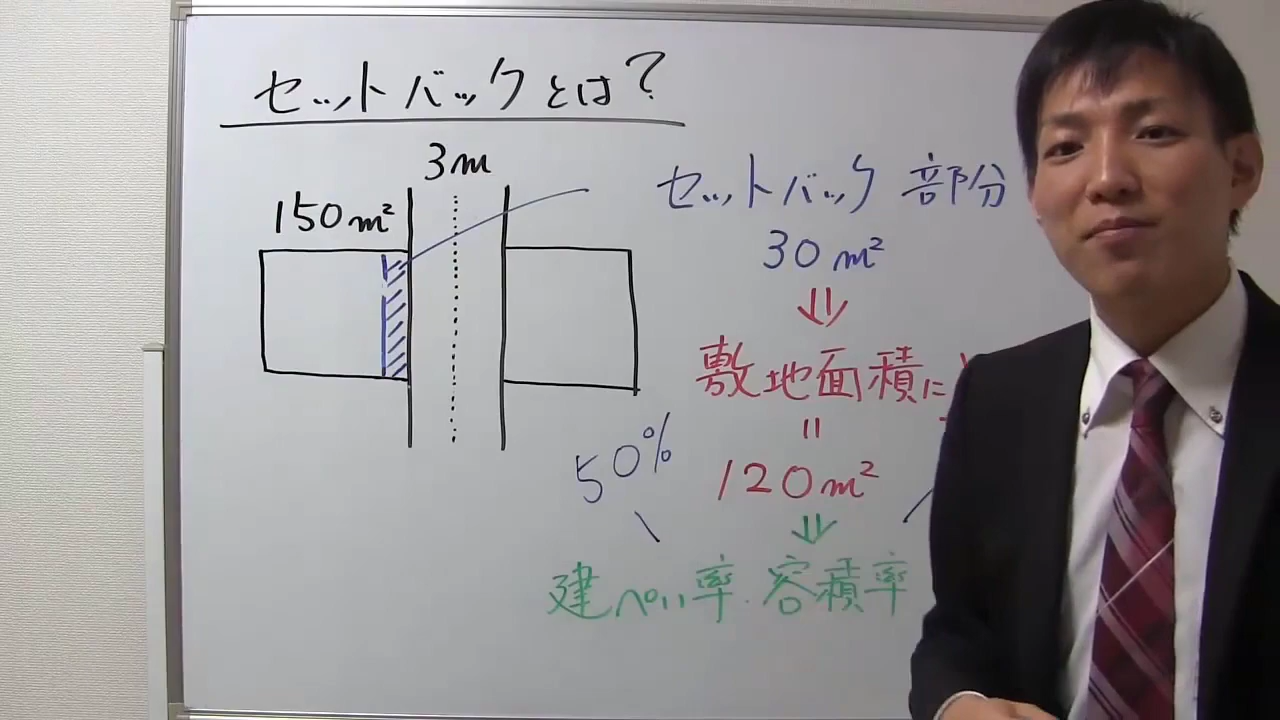 セットバックとは?
3m
150m²
セットバック部分
30m²
⇓
敷地面積に
=
120m²
50%
⇓
建ぺい率.容積率